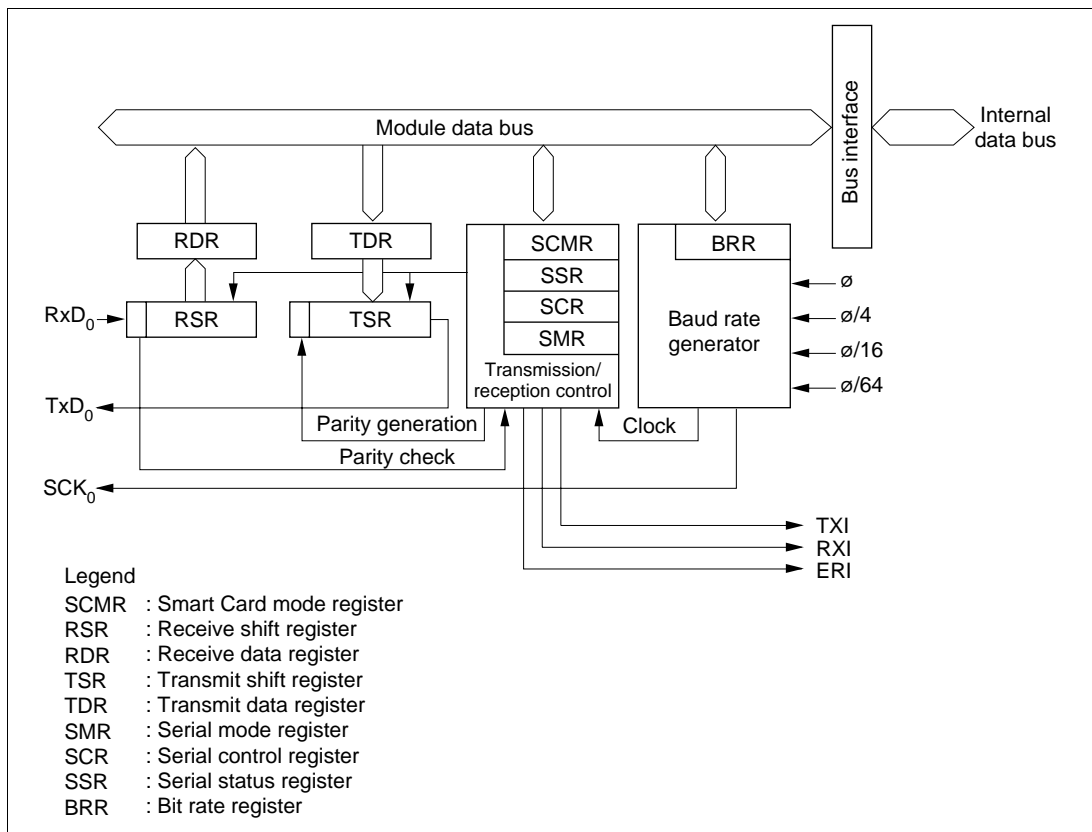 Bus interface
Internal
data bus
Module data bus
RDR
TDR
SCMR
SSR
SCR
SMR
Transmission/
reception control
BRR
Baud rate
generator
ø
ø/4
ø/16
ø/64
RxD0
RSR
TSR
TxD0
Parity generation
Parity check
Clock
SCK0
TXI
RXI
ERI
Legend
SCMR : Smart Card mode register
RSR : Receive shift register
RDR : Receive data register
TSR : Transmit shift register
TDR : Transmit data register
SMR : Serial mode register
SCR : Serial control register
SSR : Serial status register
BRR : Bit rate register